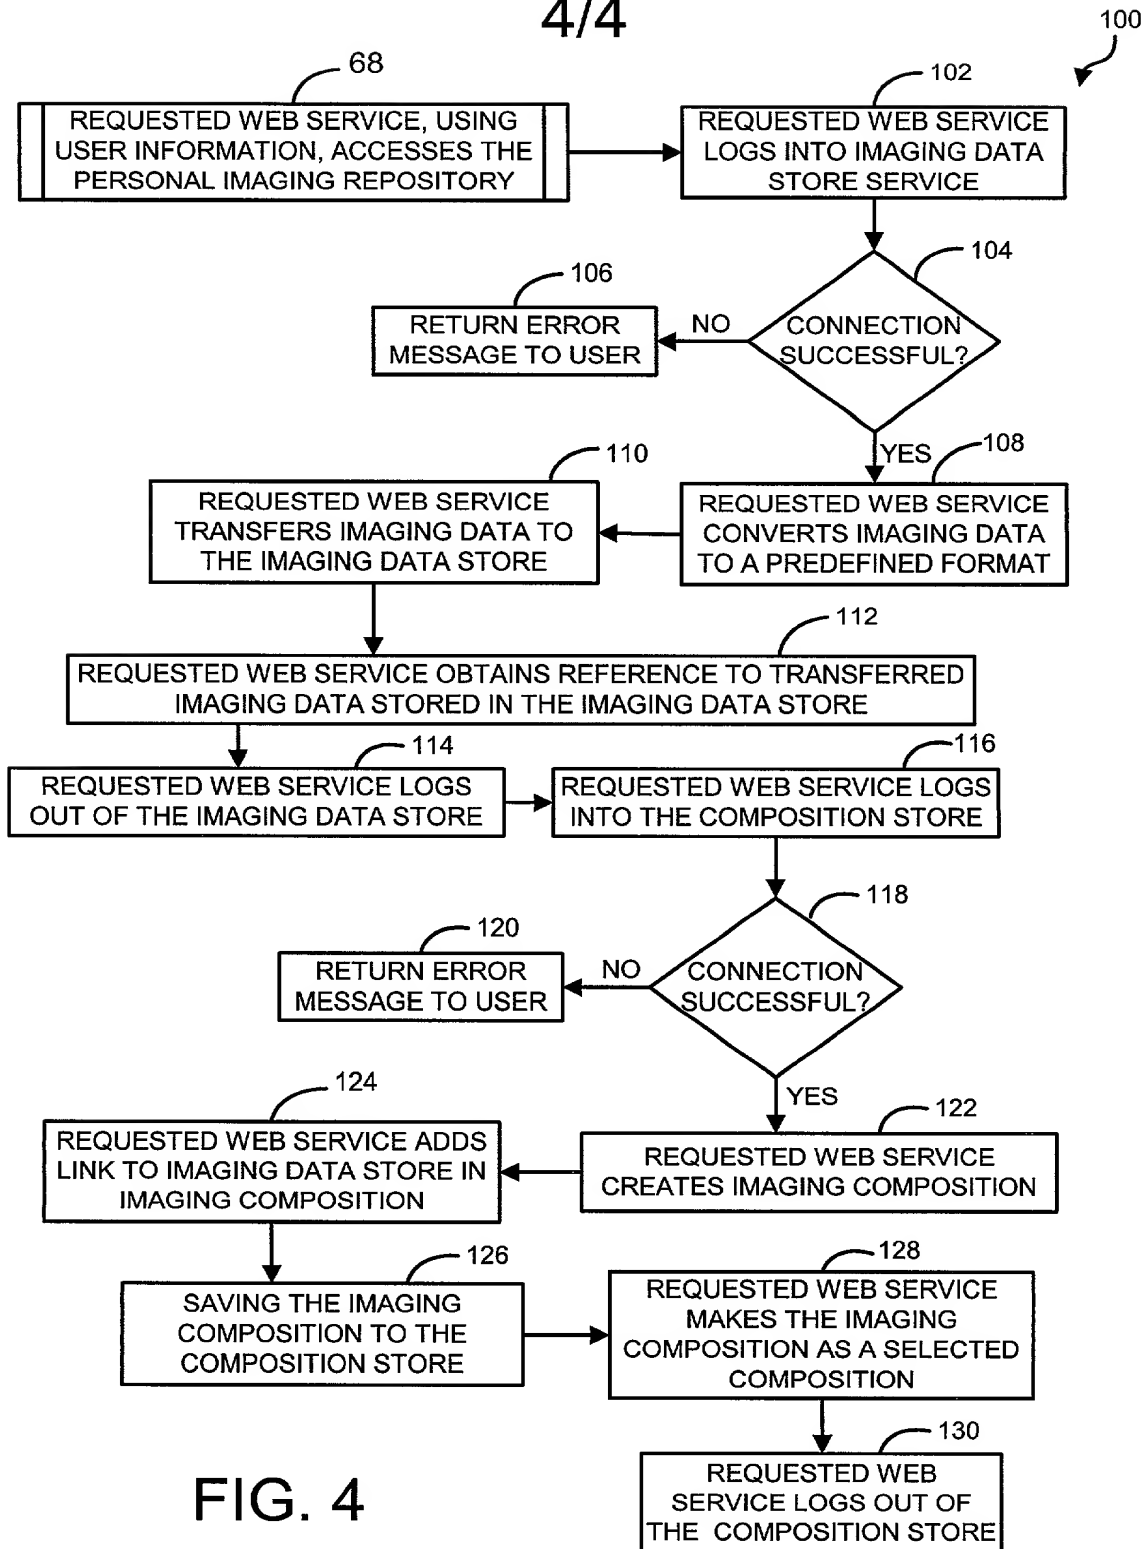 4/4
100
68
REQUESTED WEB SERVICE, USING
USER INFORMATION, ACCESSES THE
PERSONAL IMAGING REPOSITORY
102
REQUESTED WEB SERVICE
LOGS INTO IMAGING DATA
STORE SERVICE
104
CONNECTION
SUCCESSFUL?
NO
106
RETURN ERROR
MESSAGE TO USER
YES
108
REQUESTED WEB SERVICE
CONVERTS IMAGING DATA
TO A PREDEFINED FORMAT
110
REQUESTED WEB SERVICE
TRANSFERS IMAGING DATA TO
THE IMAGING DATA STORE
112
REQUESTED WEB SERVICE OBTAINS REFERENCE TO TRANSFERRED
IMAGING DATA STORED IN THE IMAGING DATA STORE
114
REQUESTED WEB SERVICE LOGS
OUT OF THE IMAGING DATA STORE
116
REQUESTED WEB SERVICE LOGS
INTO THE COMPOSITION STORE
118
CONNECTION
SUCCESSFUL?
NO
120
RETURN ERROR
MESSAGE TO USER
YES
122
REQUESTED WEB SERVICE
CREATES IMAGING COMPOSITION
124
REQUESTED WEB SERVICE ADDS
LINK TO IMAGING DATA STORE IN
IMAGING COMPOSITION
126
SAVING THE IMAGING
COMPOSITION TO THE
COMPOSITION STORE
128
REQUESTED WEB SERVICE
MAKES THE IMAGING
COMPOSITION AS A SELECTED
COMPOSITION
130
REQUESTED WEB
SERVICE LOGS OUT OF
THE COMPOSITION STORE
FIG. 4